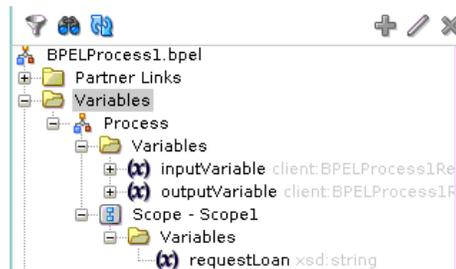 BPELProcess1.bpel
Partner Links
Variables
Process
Variables
(x) inputVariable client:BPELProcess1Re
(x) outputVariable client:BPELProcess1R
Scope - Scope1
Variables
(x) requestLoan xsd:string